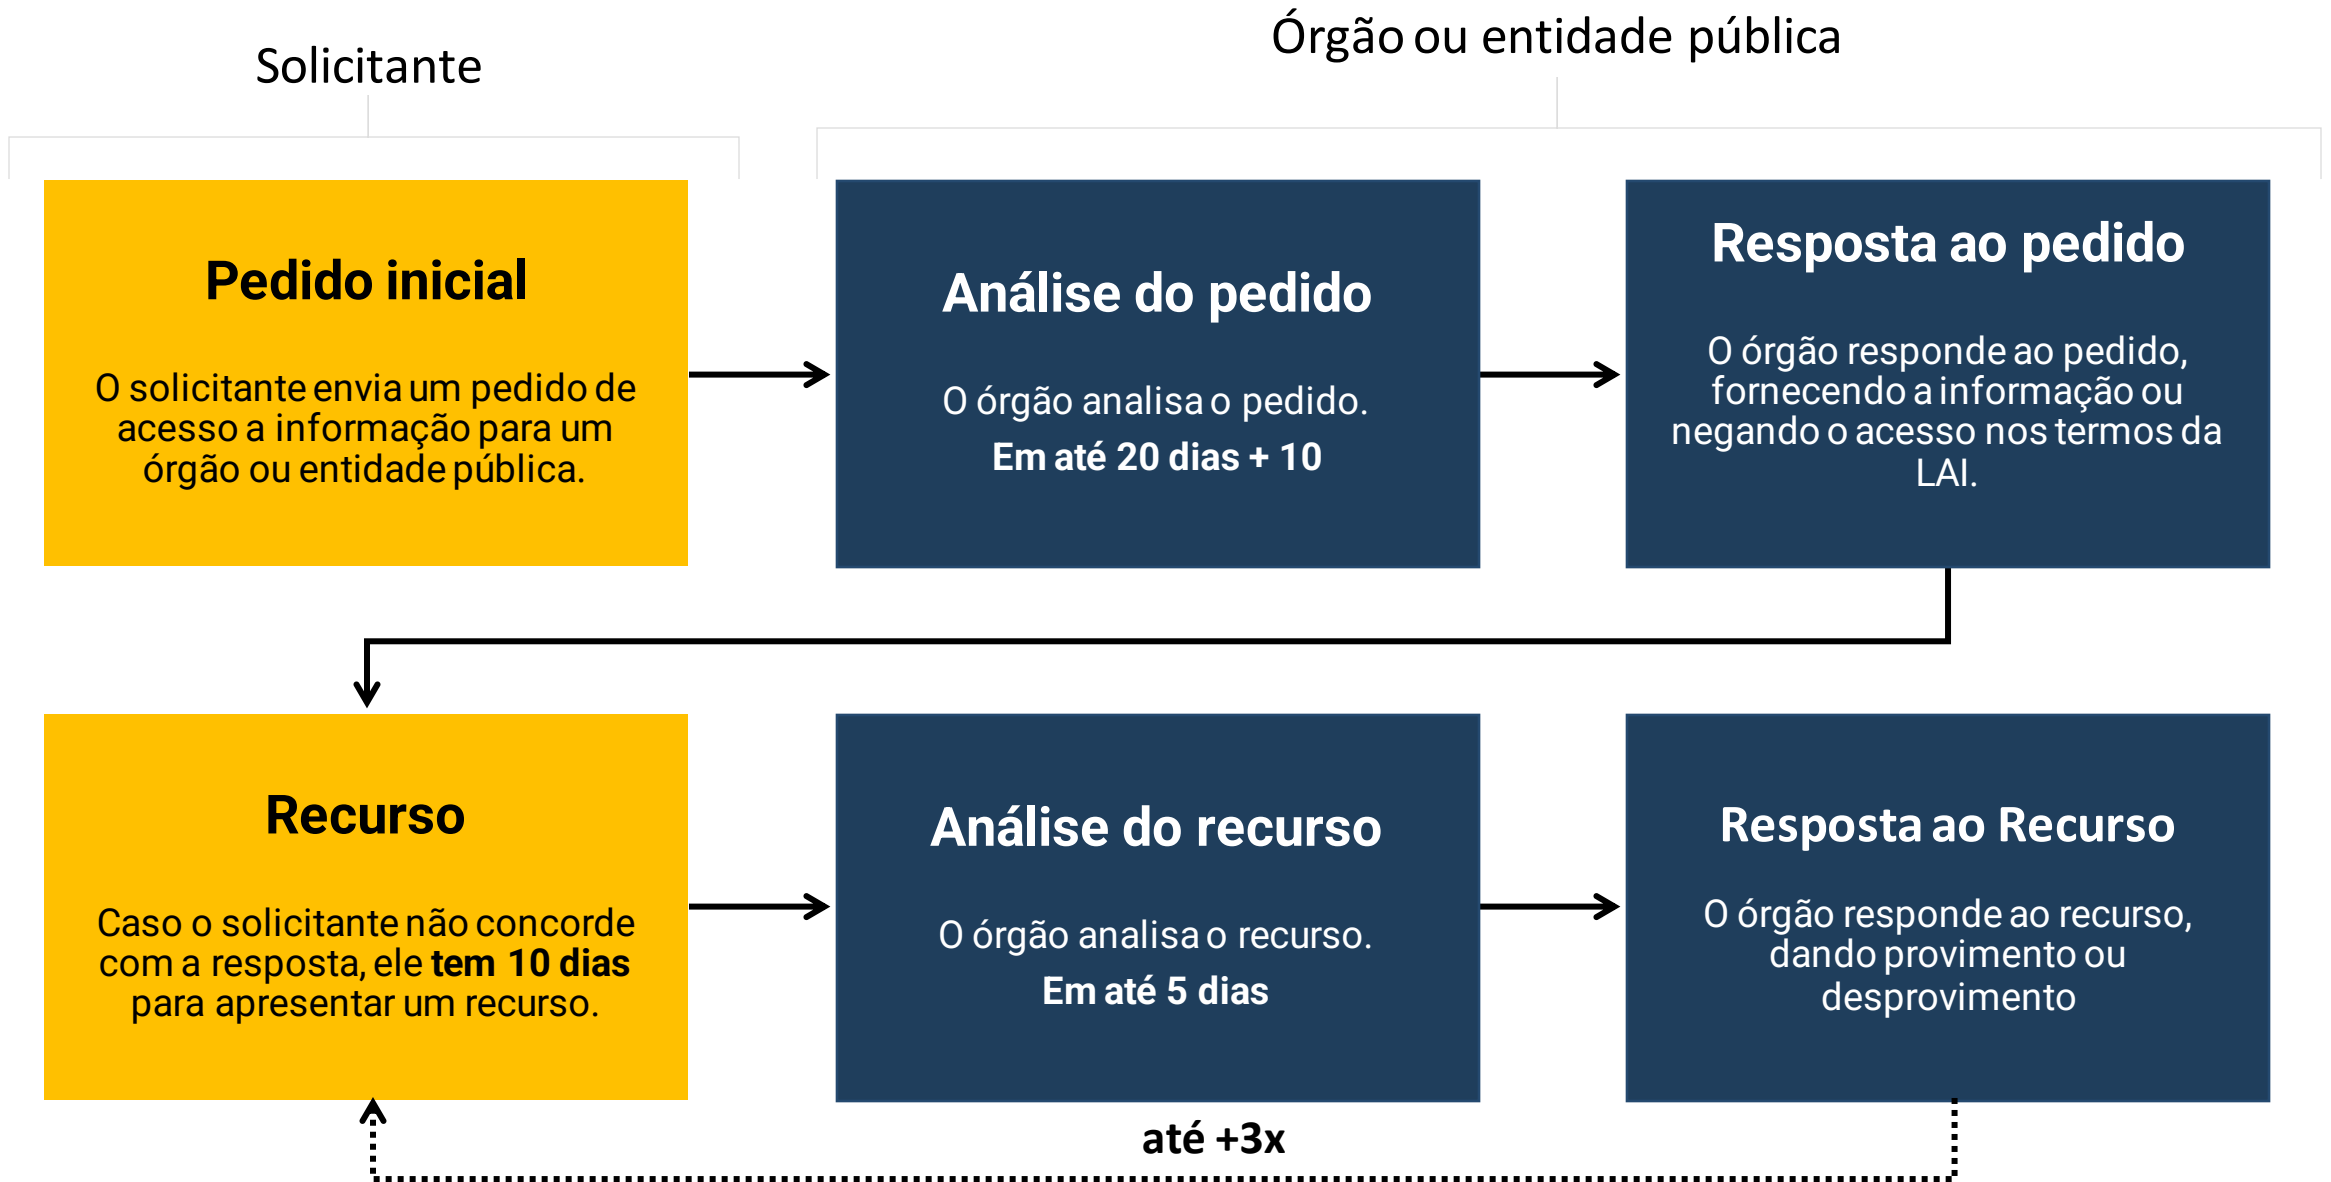 Solicitante
Órgão ou entidade pública
Pedido inicial
O solicitante envia um pedido de
acesso a informação para um
órgão ou entidade pública.
Análise do pedido
O órgão analisa o pedido.
Em até 20 dias + 10
Resposta ao pedido
O órgão responde ao pedido,
fornecendo a informação ou
negando o acesso nos termos da
LAI.
Recurso
Caso o solicitante não concorde
com a resposta, ele tem 10 dias
para apresentar um recurso.
Análise do recurso
O órgão analisa o recurso.
Em até 5 dias
Resposta ao Recurso
O órgão responde ao recurso,
dando provimento ou
desprovimento
até +3x